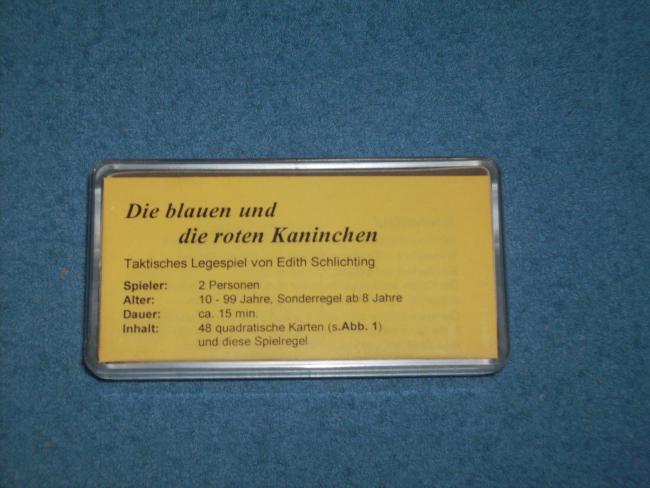 Die blauen und
die roten Kaninchen
Taktisches Legespiel von Edith Schlichting
Spieler: 2 Personen
Alter: 10 - 99 Jahre, Sonderregel ab 8 Jahre
Dauer: ca. 15 min.
Inhalt: 48 quadratische Karten (s.Abb. 1)
und diese Spielregel